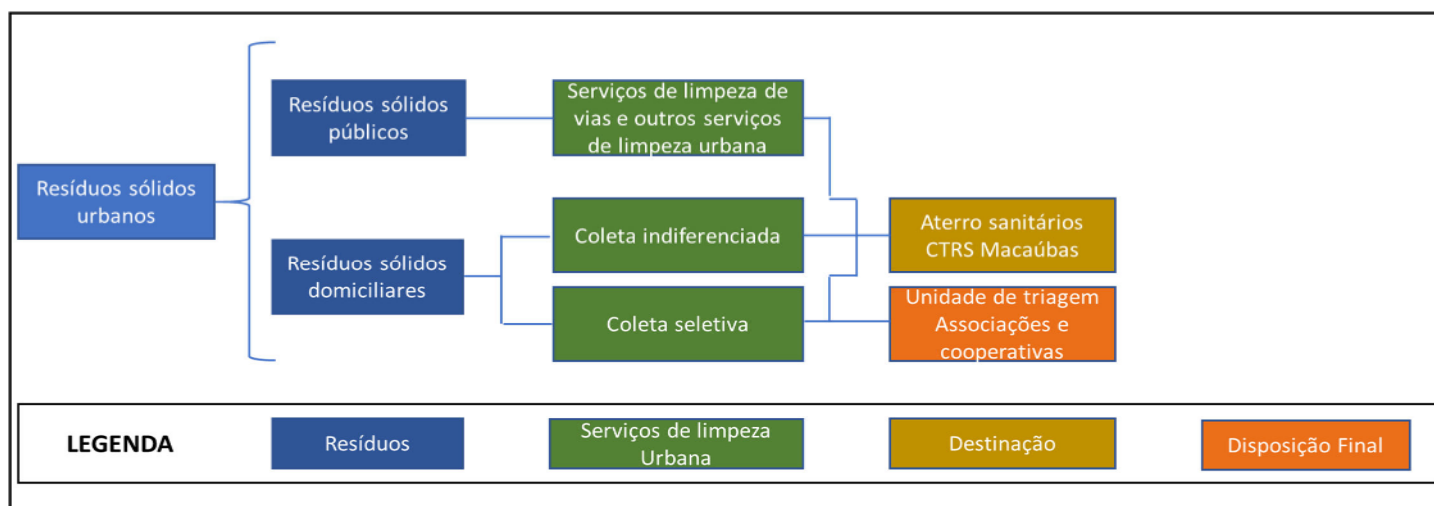 Resíduos sólidos
urbanos
Resíduos sólidos
públicos
Serviços de limpeza de
vias e outros serviços
de limpeza urbana
Resíduos sólidos
domiciliares
Coleta indiferenciada
Aterro sanitários
CTRS Macaúbas
Coleta seletiva
Unidade de triagem
Associações e
cooperativas
LEGENDA
Resíduos
Serviços de limpeza
Urbana
Destinação
Disposição Final